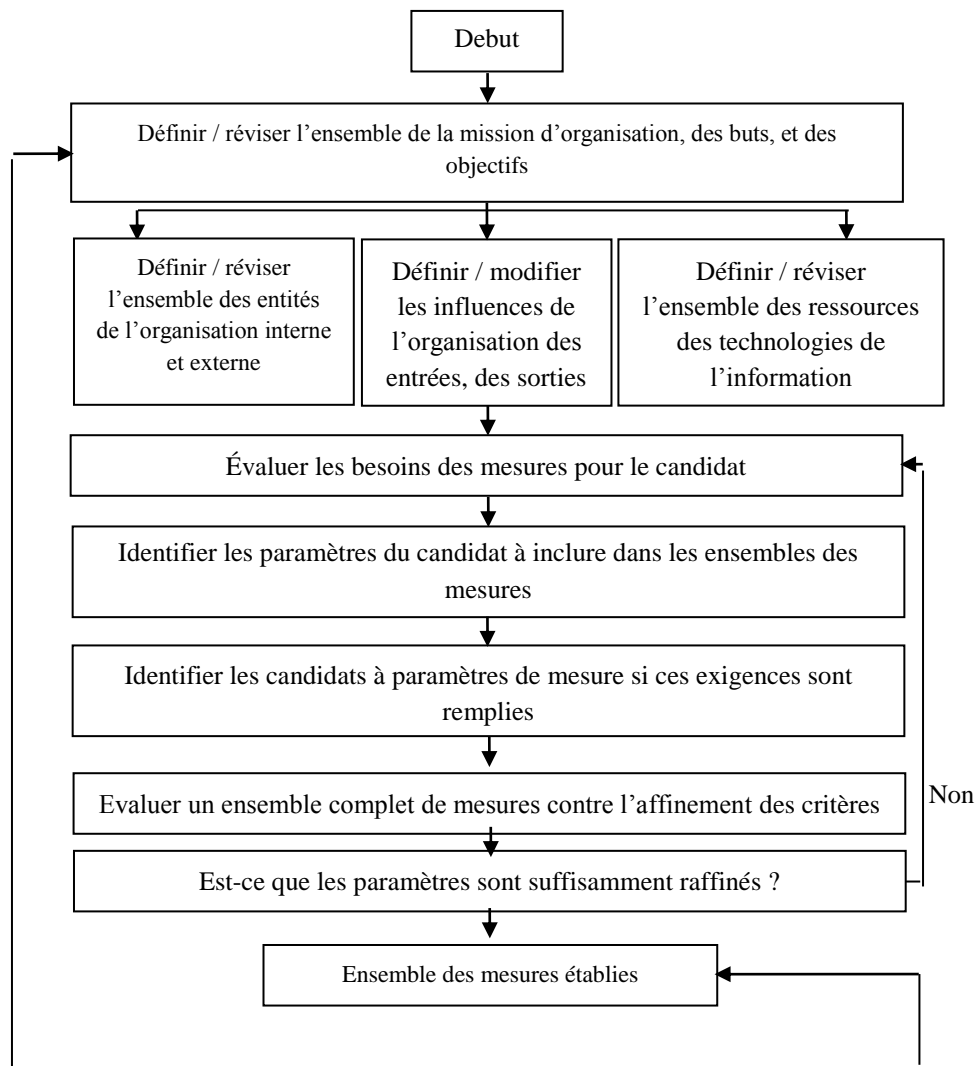 Debut
Définir / réviser l’ensemble de la mission d’organisation, des buts, et des
objectifs
Définir / réviser
l’ensemble des entités
de l’organisation interne
et externe
Définir / modifier
les influences de
l’organisation des
entrées, des sorties
Définir / réviser
l’ensemble des ressources
des technologies de
l’information
Évaluer les besoins des mesures pour le candidat
Identifier les paramètres du candidat à inclure dans les ensembles des
mesures
Identifier les candidats à paramètres de mesure si ces exigences sont
remplies
Evaluer un ensemble complet de mesures contre l’affinement des critères
Non
Est-ce que les paramètres sont suffisamment raffinés ?
Ensemble des mesures établies